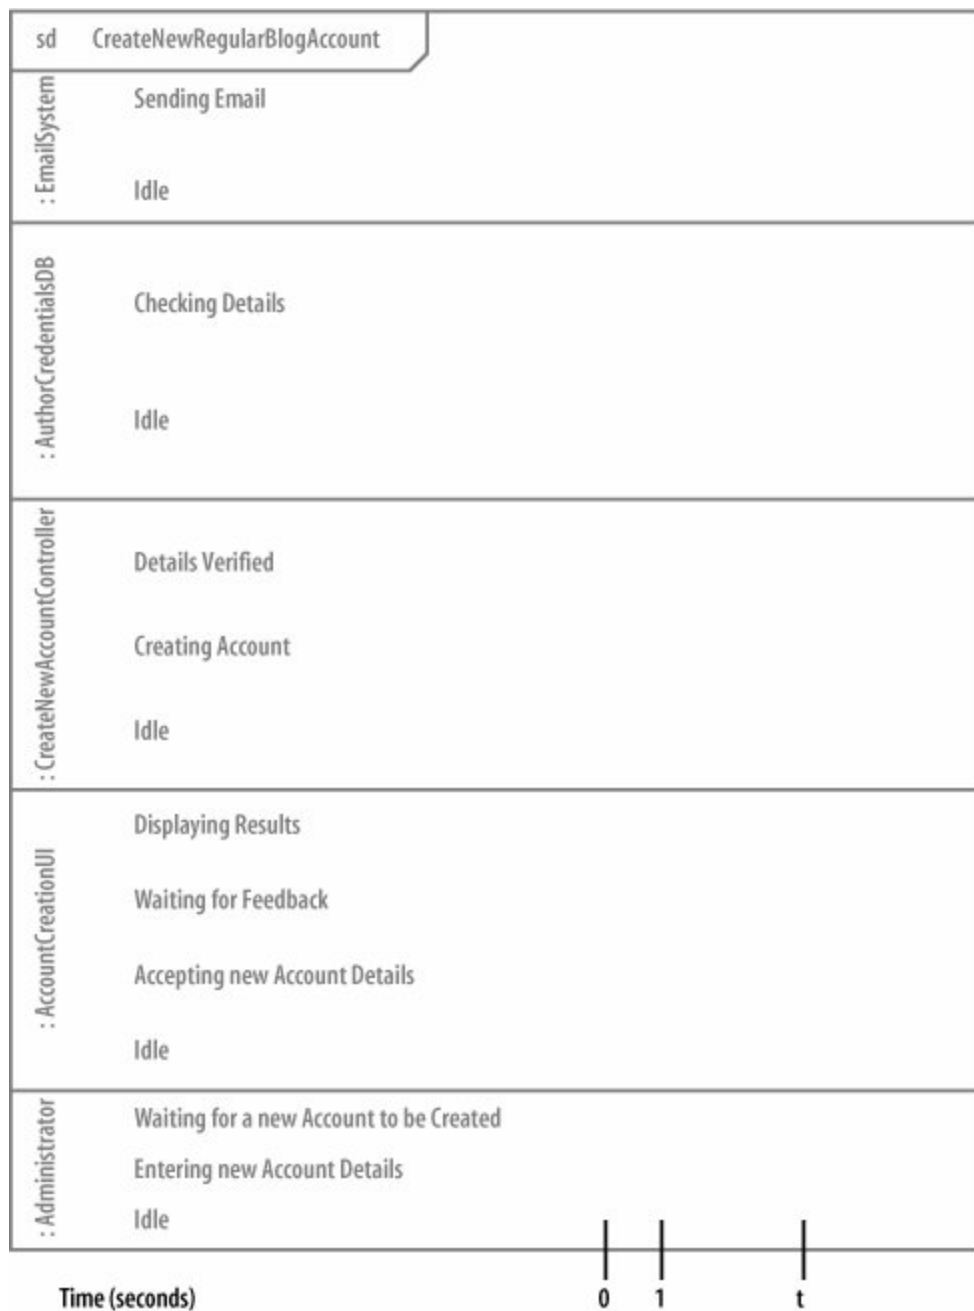 sd CreateNewRegularBlogAccount
: EmailSystem
Sending Email
Idle
: AuthorCredentialsDB
Checking Details
Idle
: CreateNewAccountController
Details Verified
Creating Account
Idle
: AccountCreationUI
Displaying Results
Waiting for Feedback
Accepting new Account Details
Idle
: Administrator
Waiting for a new Account to be Created
Entering new Account Details
Idle
Time (seconds) 0 1 t